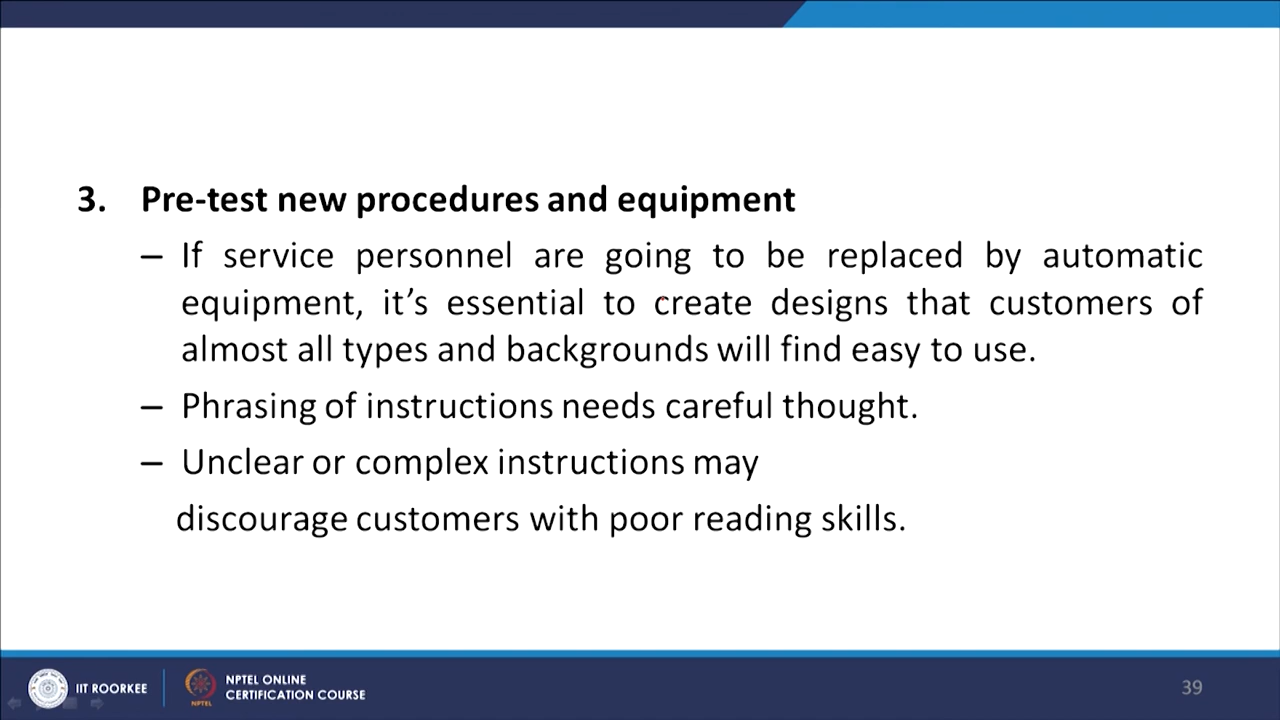 3. Pre-test new procedures and equipment
– If service personnel are going to be replaced by automatic
equipment, it’s essential to create designs that customers of
almost all types and backgrounds will find easy to use.
– Phrasing of instructions needs careful thought.
– Unclear or complex instructions may
discourage customers with poor reading skills.
IIT ROORKEE
NPTEL
NPTEL ONLINE
CERTIFICATION COURSE
39